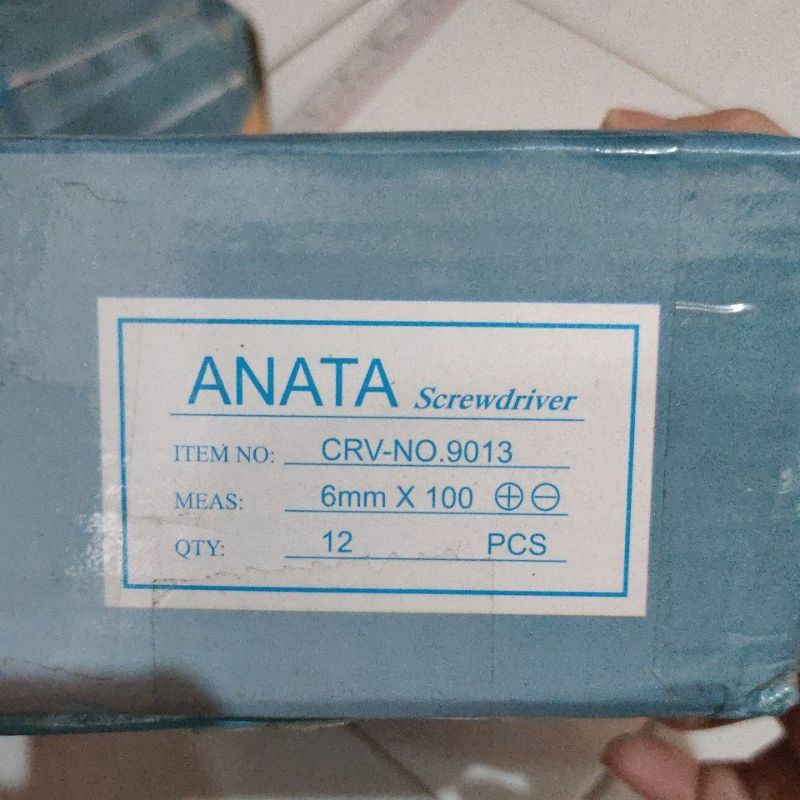 ANATA Screwdriver
ITEM NO: CRV-NO.9013
MEAS: 6mm X 100 ⊕⊖
QTY: 12 PCS